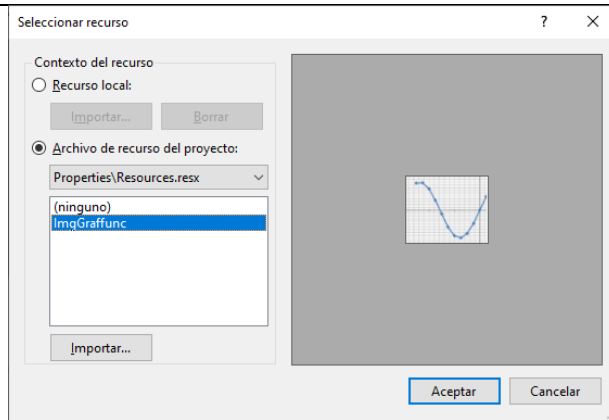 Seleccionar recurso ? ×
Contexto del recurso
Recurso local:
Importar... Borrar
Archivo de recurso del proyecto:
Properties\Resources.resx
(ninguno)
ImgGraffunc
Importar...
Aceptar Cancelar